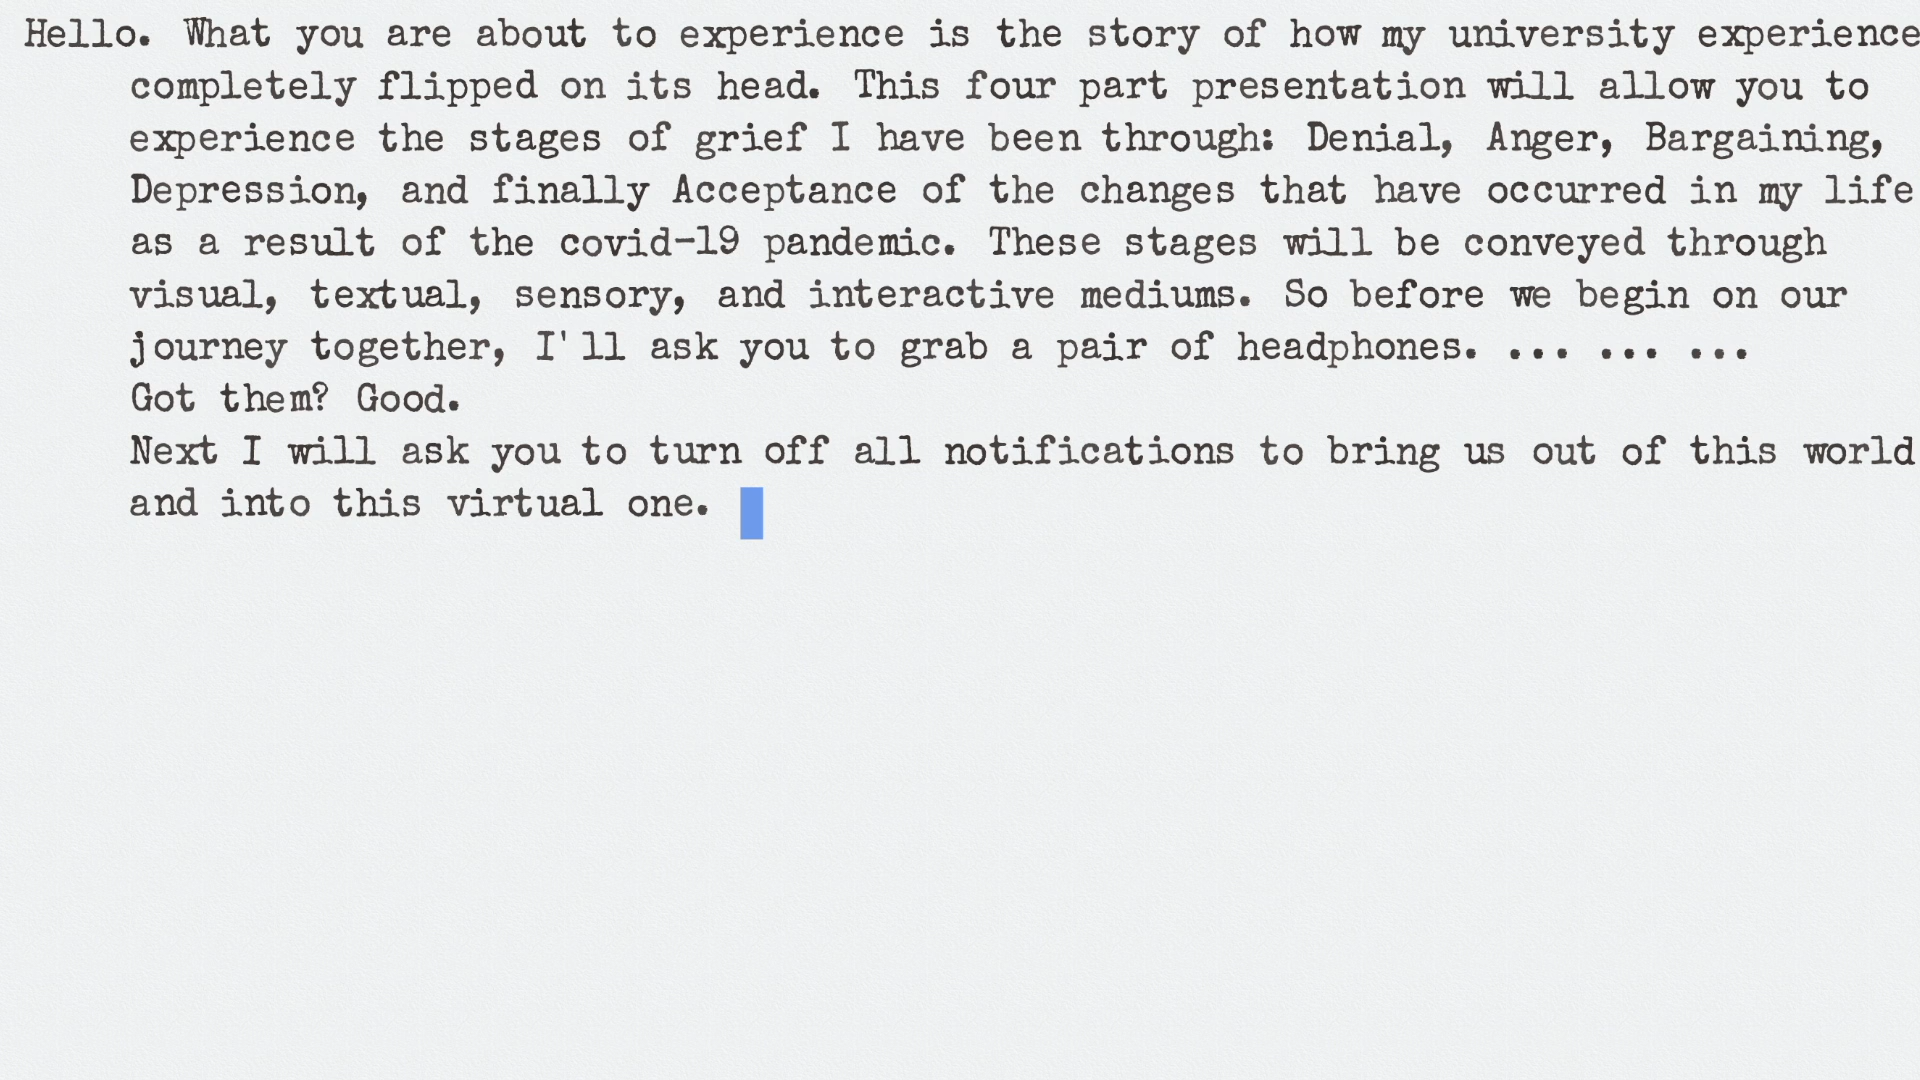 Hello. What you are about to experience is the story of how my university experience
completely flipped on its head. This four part presentation will allow you to
experience the stages of grief I have been through: Denial, Anger, Bargaining,
Depression, and finally Acceptance of the changes that have occurred in my life
as a result of the covid-19 pandemic. These stages will be conveyed through
visual, textual, sensory, and interactive mediums. So before we begin on our
journey together, I'll ask you to grab a pair of headphones. ... ... ...
Got them? Good.
Next I will ask you to turn off all notifications to bring us out of this world
and into this virtual one.